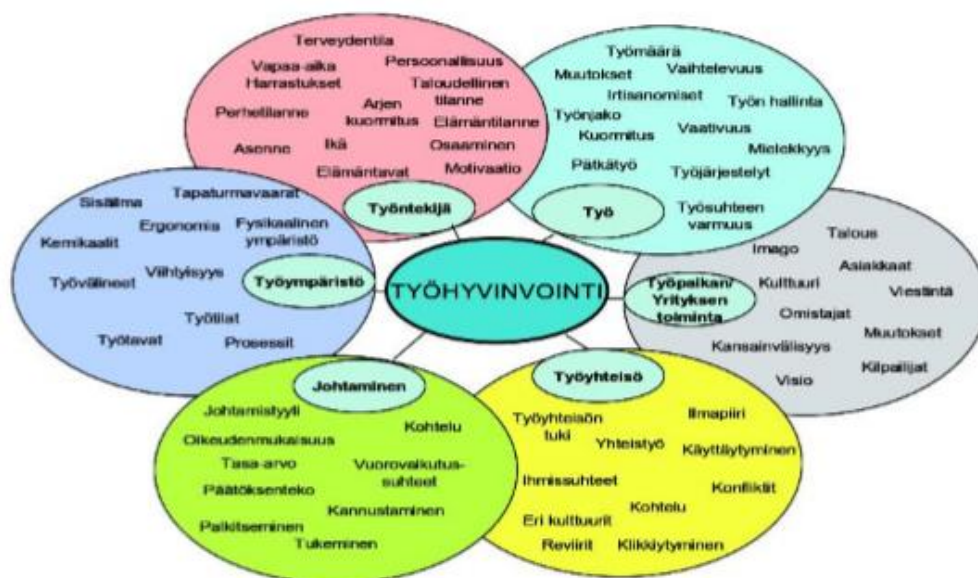 Terveydentila
Vapaa-aika
Harrastukset
Persoonallisuus
Taloudellinen
tilanne
Perhetilanne
Arjen
kuormitus
Elämäntilanne
Asenne
Ikä
Osaaminen
Elämäntavat
Motivaatio
Työntekijä
Työmäärä
Muutokset
Vaihtelevuus
Irtisanomiset
Työn hallinta
Työnjako
Kuormitus
Vaativuus
Mielekkyys
Pätkätyö
Työjärjestelyt
Työ
Työsuhteen
varmuus
Sisäilma
Tapaturmavaarat
Ergonomia
Fysikaalinen
ympäristö
Kemikaalit
Työvälineet
Viihtyisyys
Työympäristö
Työtilat
Työtavat
Prosessit
TYÖHYVINVOINTI
Imago
Talous
Työpaikan/
Yrityksen
toiminta
Kulttuuri
Asiakkaat
Viestintä
Omistajat
Muutokset
Kansainvälisyys
Visio
Kilpailijat
Johtaminen
Johtamistyyli
Kohtelu
Oikeudenmukaisuus
Tasa-arvo
Vuorovaikutus-
suhteet
Päätöksenteko
Kannustaminen
Palkitseminen
Tukeminen
Työyhteisö
Työyhteisön
tuki
Ilmapiiri
Yhteistyö
Käyttäytyminen
Ihmissuhteet
Konfliktit
Kohtelu
Eri kulttuurit
Reviirit
Klikkiytyminen